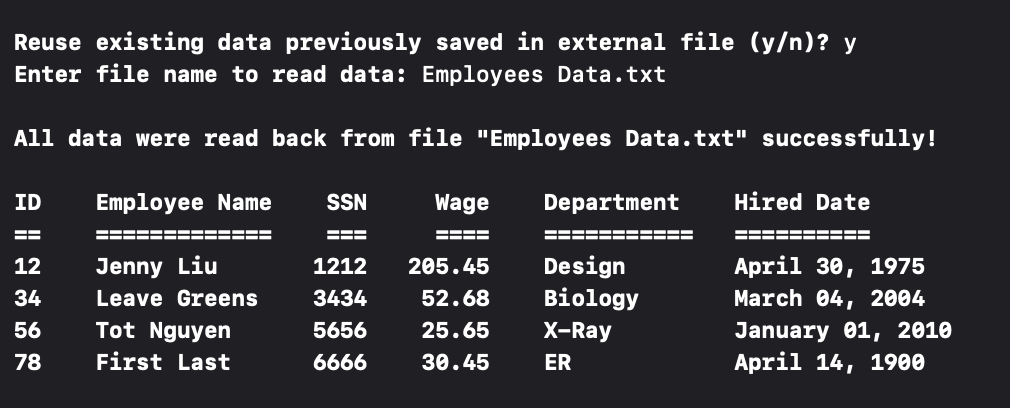 Reuse existing data previously saved in external file (y/n)? y
Enter file name to read data: Employees Data.txt
All data were read back from file "Employees Data.txt" successfully!
ID    Employee Name    SSN     Wage    Department    Hired Date
==    =============    ===     ====    ===========   ==========
12    Jenny Liu       1212   205.45    Design        April 30, 1975
34    Leave Greens    3434    52.68    Biology       March 04, 2004
56    Tot Nguyen      5656    25.65    X-Ray         January 01, 2010
78    First Last      6666    30.45    ER            April 14, 1900